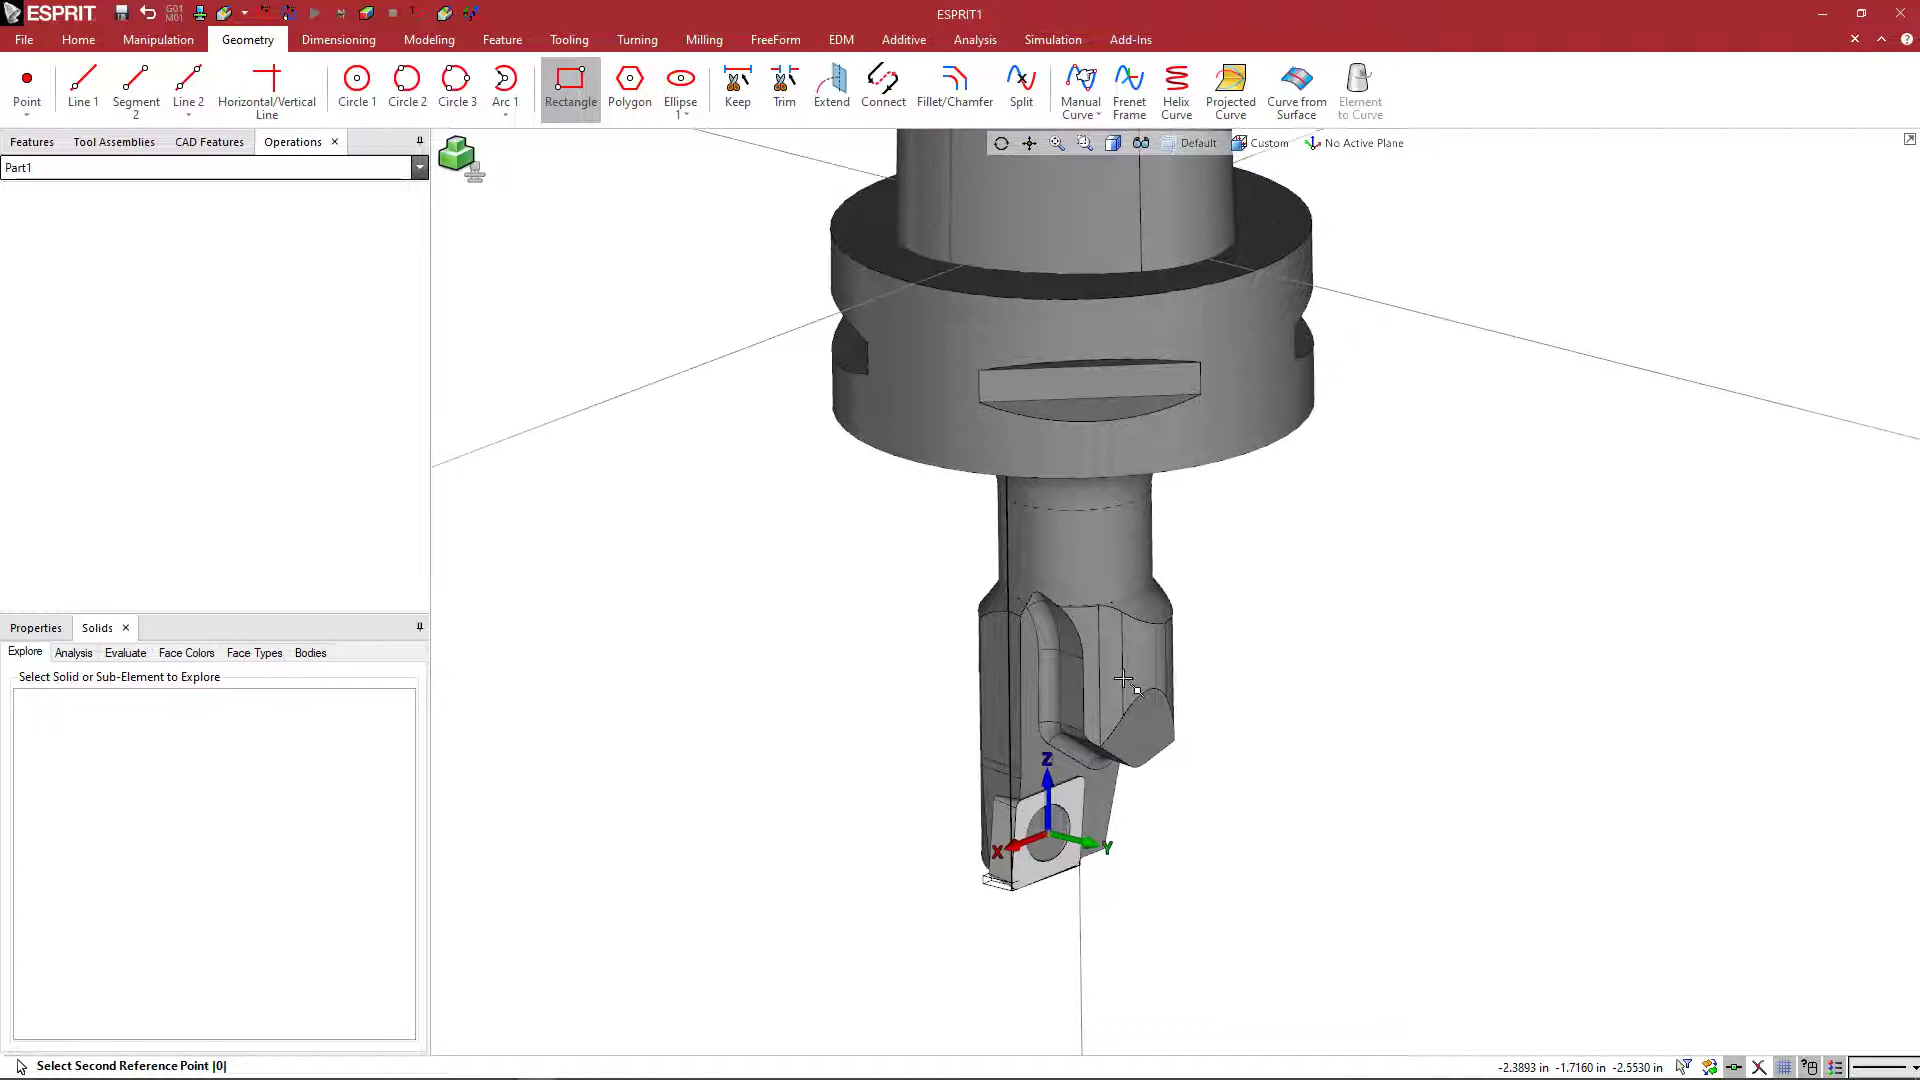 ESPRIT
G01
M01
ESPRIT1
File Home Manipulation Geometry Dimensioning Modeling Feature Tooling Turning Milling FreeForm EDM Additive Analysis Simulation Add-Ins
Point Line 1 Segment 2 Line 2 Horizontal/Vertical Line Circle 1 Circle 2 Circle 3 Arc 1 Rectangle Polygon Ellipse 1 Keep Trim Extend Connect Fillet/Chamfer Split Manual Curve Frenet Frame Helix Curve Projected Curve Curve from Surface Element to Curve
Features Tool Assemblies CAD Features Operations
Default Custom No Active Plane
Part1
Properties Solids
Explore Analysis Evaluate Face Colors Face Types Bodies
Select Solid or Sub-Element to Explore
Z
X
Y
Select Second Reference Point |0|
-2.3893 in -1.7160 in -2.5530 in